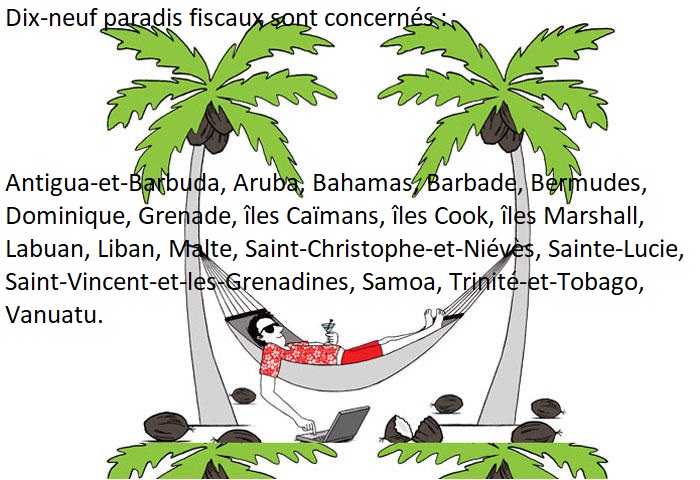 Dix-neuf paradis fiscaux sont concernés :
Antigua-et-Barbuda, Aruba, Bahamas, Barbade, Bermudes,
Dominique, Grenade, îles Caïmans, îles Cook, îles Marshall,
Labuan, Liban, Malte, Saint-Christophe-et-Niévès, Sainte-Lucie,
Saint-Vincent-et-les-Grenadines, Samoa, Trinité-et-Tobago,
Vanuatu.